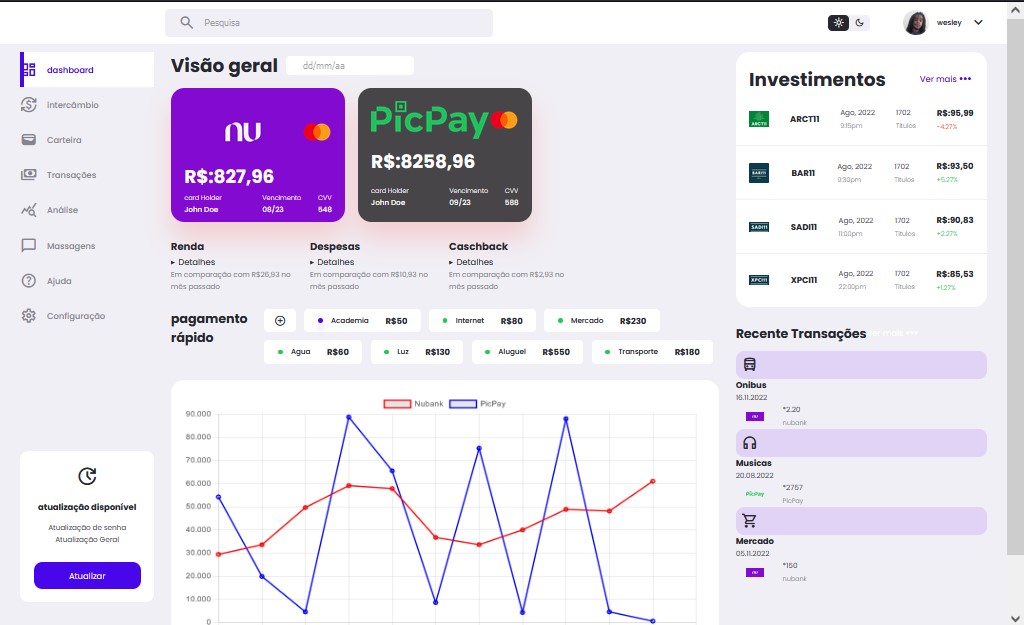 Pesquisa
wesley
dashboard
intercâmbio
Carteira
Transações
Análise
Massagens
Ajuda
Configuração
atualização disponível
Atualização de senha
Atualização Geral
Atualizar
Visão geral
dd/mm/aa
nu
R$:827,96
card Holder Vencimento CVV
John Doe 08/23 548
PicPay
R$:8258,96
card Holder Vencimento CVV
John Doe 09/23 588
Renda
Detalhes
Em comparação com R$26,93 no
mês passado
Despesas
Detalhes
Em comparação com R$10,93 no
mês passado
Caschback
Detalhes
Em comparação com R$2,93 no
mês passado
pagamento
rápido
Academia R$50
Internet R$80
Mercado R$230
Agua R$60
Luz R$130
Aluguel R$550
Transporte R$180
Nubank PicPay
90.000
80.000
70.000
60.000
50.000
40.000
30.000
20.000
10.000
0
Investimentos
Ver mais •••
ARCT11
ARCT11
Ago, 2022
9:15pm
1702
Titulos
R$:95,99
-4.27%
BAR11
Ago, 2022
9:30pm
1702
Titulos
R$:93,50
+5.27%
SADI11
SADI11
Ago, 2022
11:00pm
1702
Titulos
R$:90,83
+2.27%
XPCI11
XPCI11
Ago, 2022
22:00pm
1702
Titulos
R$:85,53
+1.27%
Recente Transações
ver mais •••
Onibus
16.11.2022
*2.20
nubank
Musicas
20.08.2022
PicPay
*2757
PicPay
Mercado
05.11.2022
*150
nubank